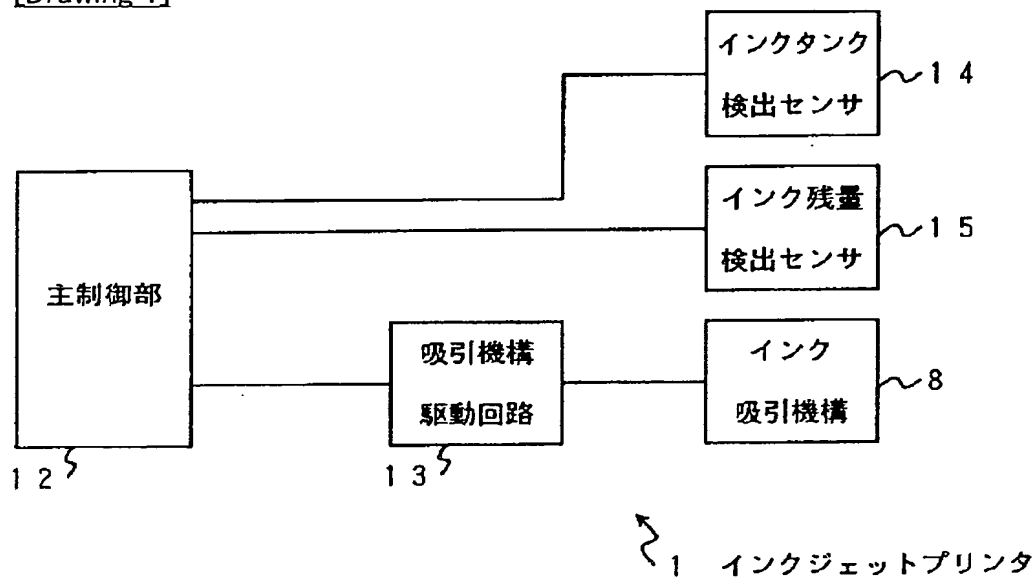 インクタンク
検出センサ
１４
インク残量
検出センサ
１５
主制御部
１２
吸引機構
駆動回路
１３
インク
吸引機構
８
１ インクジェットプリンタ